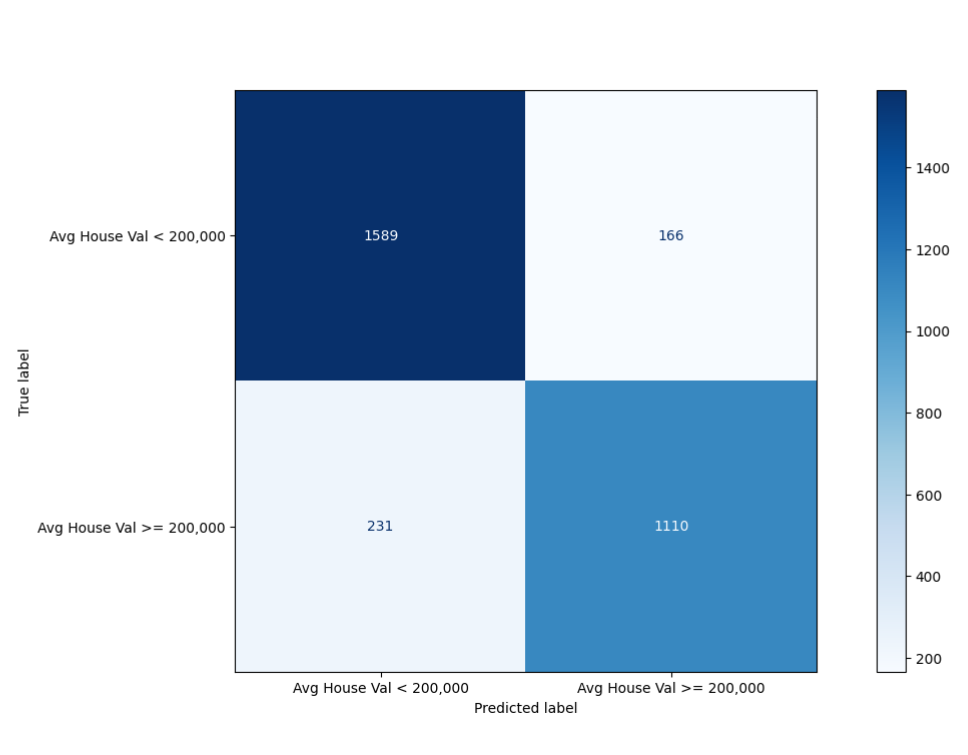 1400
Avg House Val < 200,000
1589
166
1200
1000
True label
800
600
Avg House Val >= 200,000
231
1110
400
200
Avg House Val < 200,000
Avg House Val >= 200,000
Predicted label